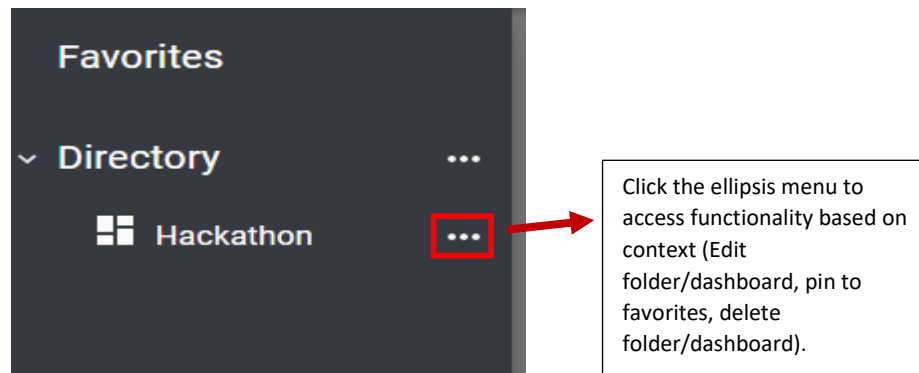 Favorites
Directory
Hackathon
Click the ellipsis menu to
access functionality based on
context (Edit
folder/dashboard, pin to
favorites, delete
folder/dashboard).